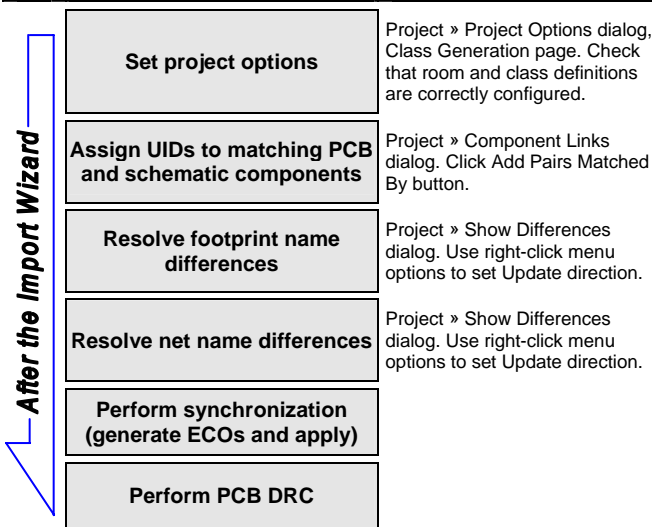 After the Import Wizard
Set project options
Project » Project Options dialog,
Class Generation page. Check
that room and class definitions
are correctly configured.
Assign UIDs to matching PCB
and schematic components
Project » Component Links
dialog. Click Add Pairs Matched
By button.
Resolve footprint name
differences
Project » Show Differences
dialog. Use right-click menu
options to set Update direction.
Resolve net name differences
Project » Show Differences
dialog. Use right-click menu
options to set Update direction.
Perform synchronization
(generate ECOs and apply)
Perform PCB DRC